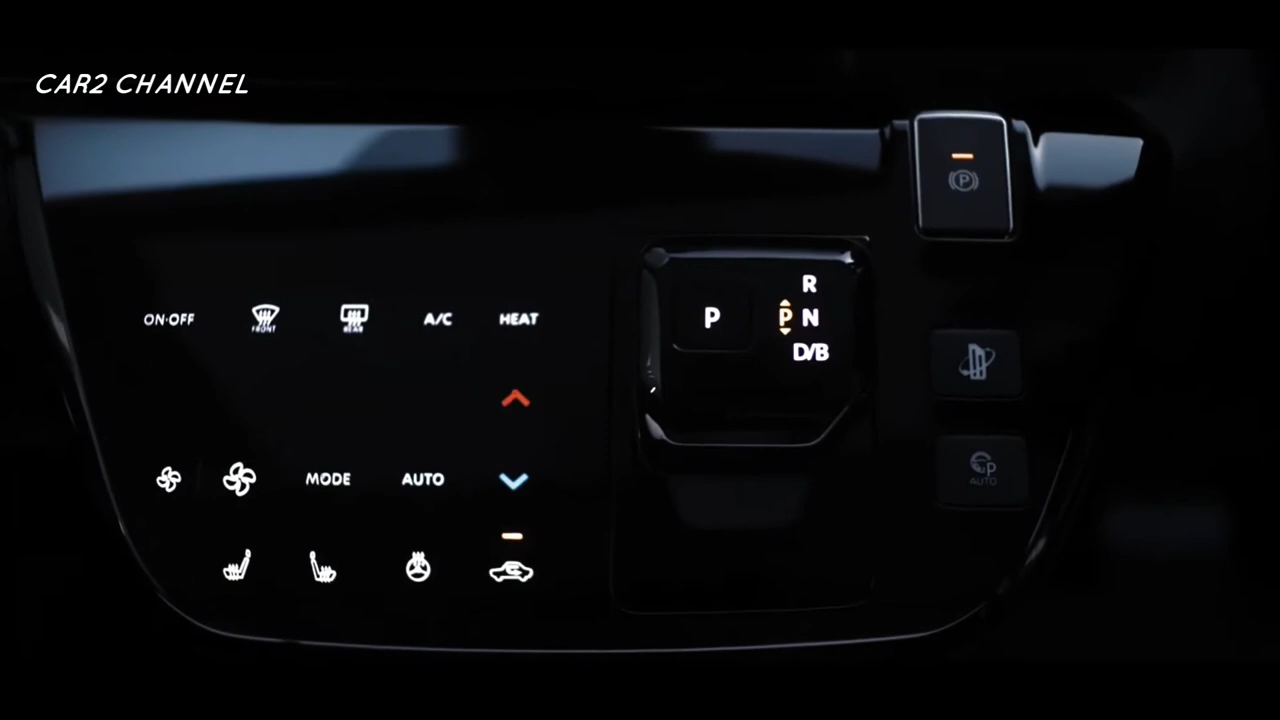 CAR2 CHANNEL
P
R
ON·OFF
FRONT
REAR
A/C
HEAT
P
P
N
D/B
MODE
AUTO
P
AUTO